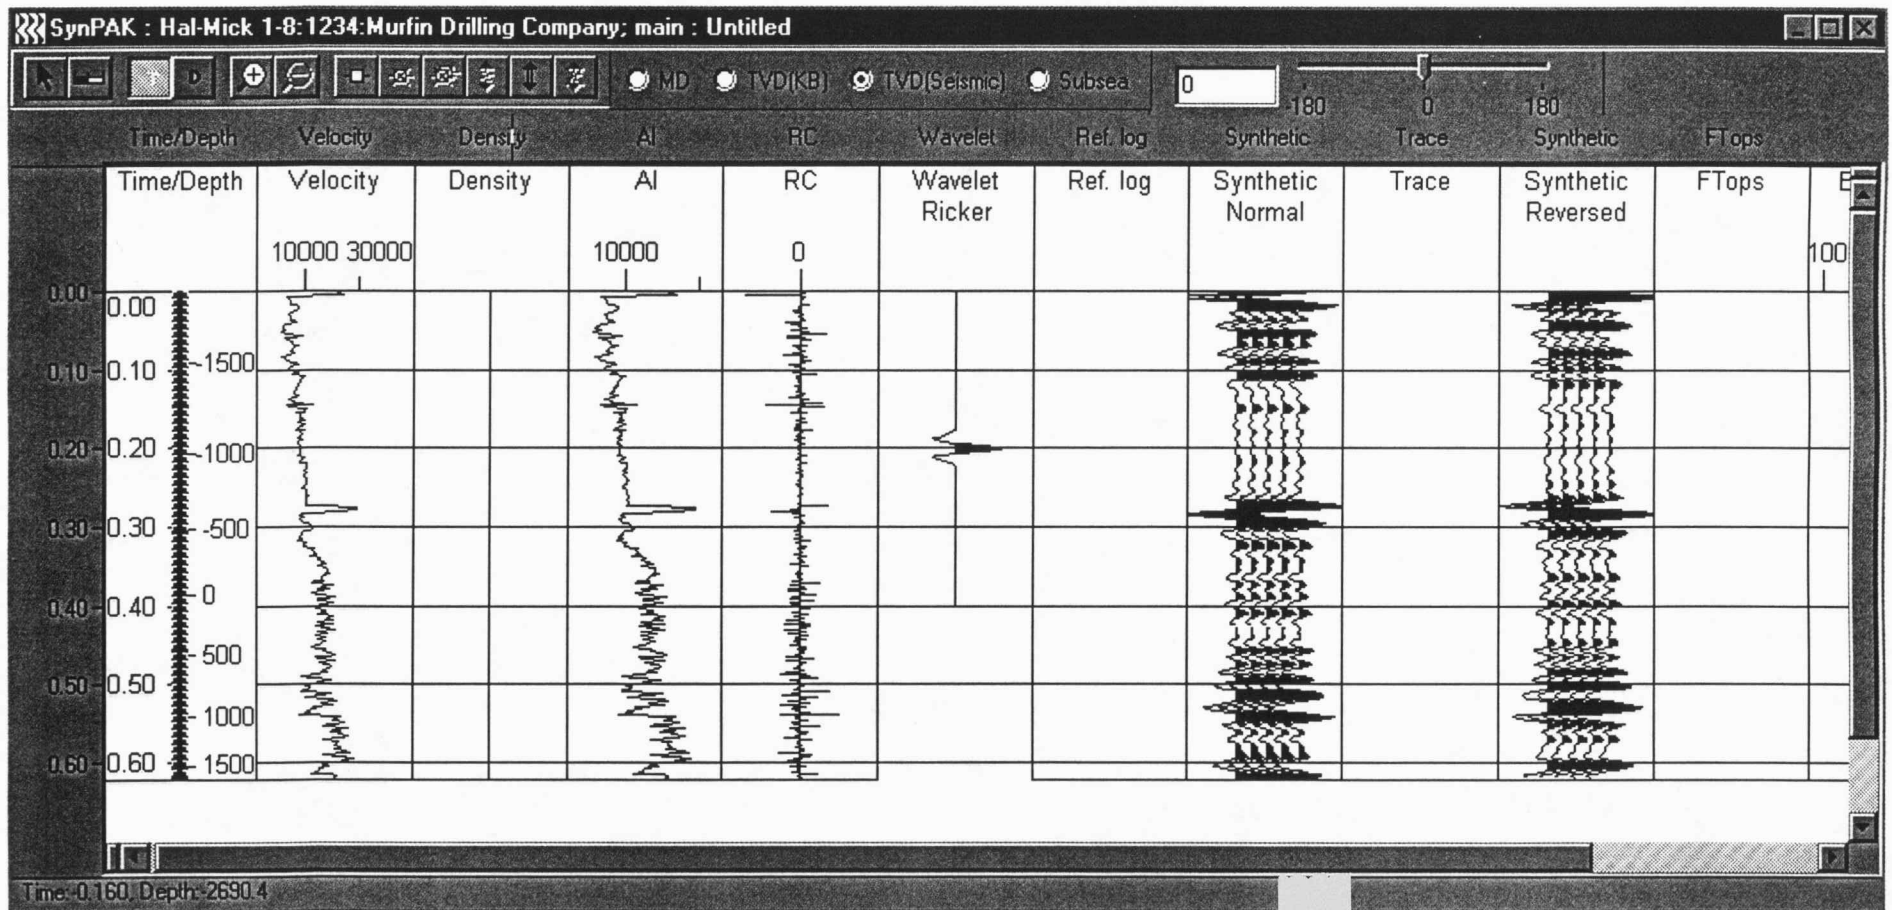 SynPAK : Hal-Mick 1-8:1234:Murfin Drilling Company; main : Untitled
T D MD TVD(KB) TVD(Seismic) Subsea 0
-180 0 180
Time/Depth Velocity Density AI RC Wavelet Ref. log Synthetic Trace Synthetic FTops
Time/Depth Velocity Density AI RC Wavelet Ref. log Synthetic Trace Synthetic FTops
Ricker Normal Reversed
10000 30000 10000 0 100
0.00 0.00
-1500
0.10 0.10
0.20 0.20 -1000
0.30 0.30 -500
0
0.40 0.40
500
0.50 0.50
1000
0.60 0.60 1500
Time:-0.160, Depth:-2690.4